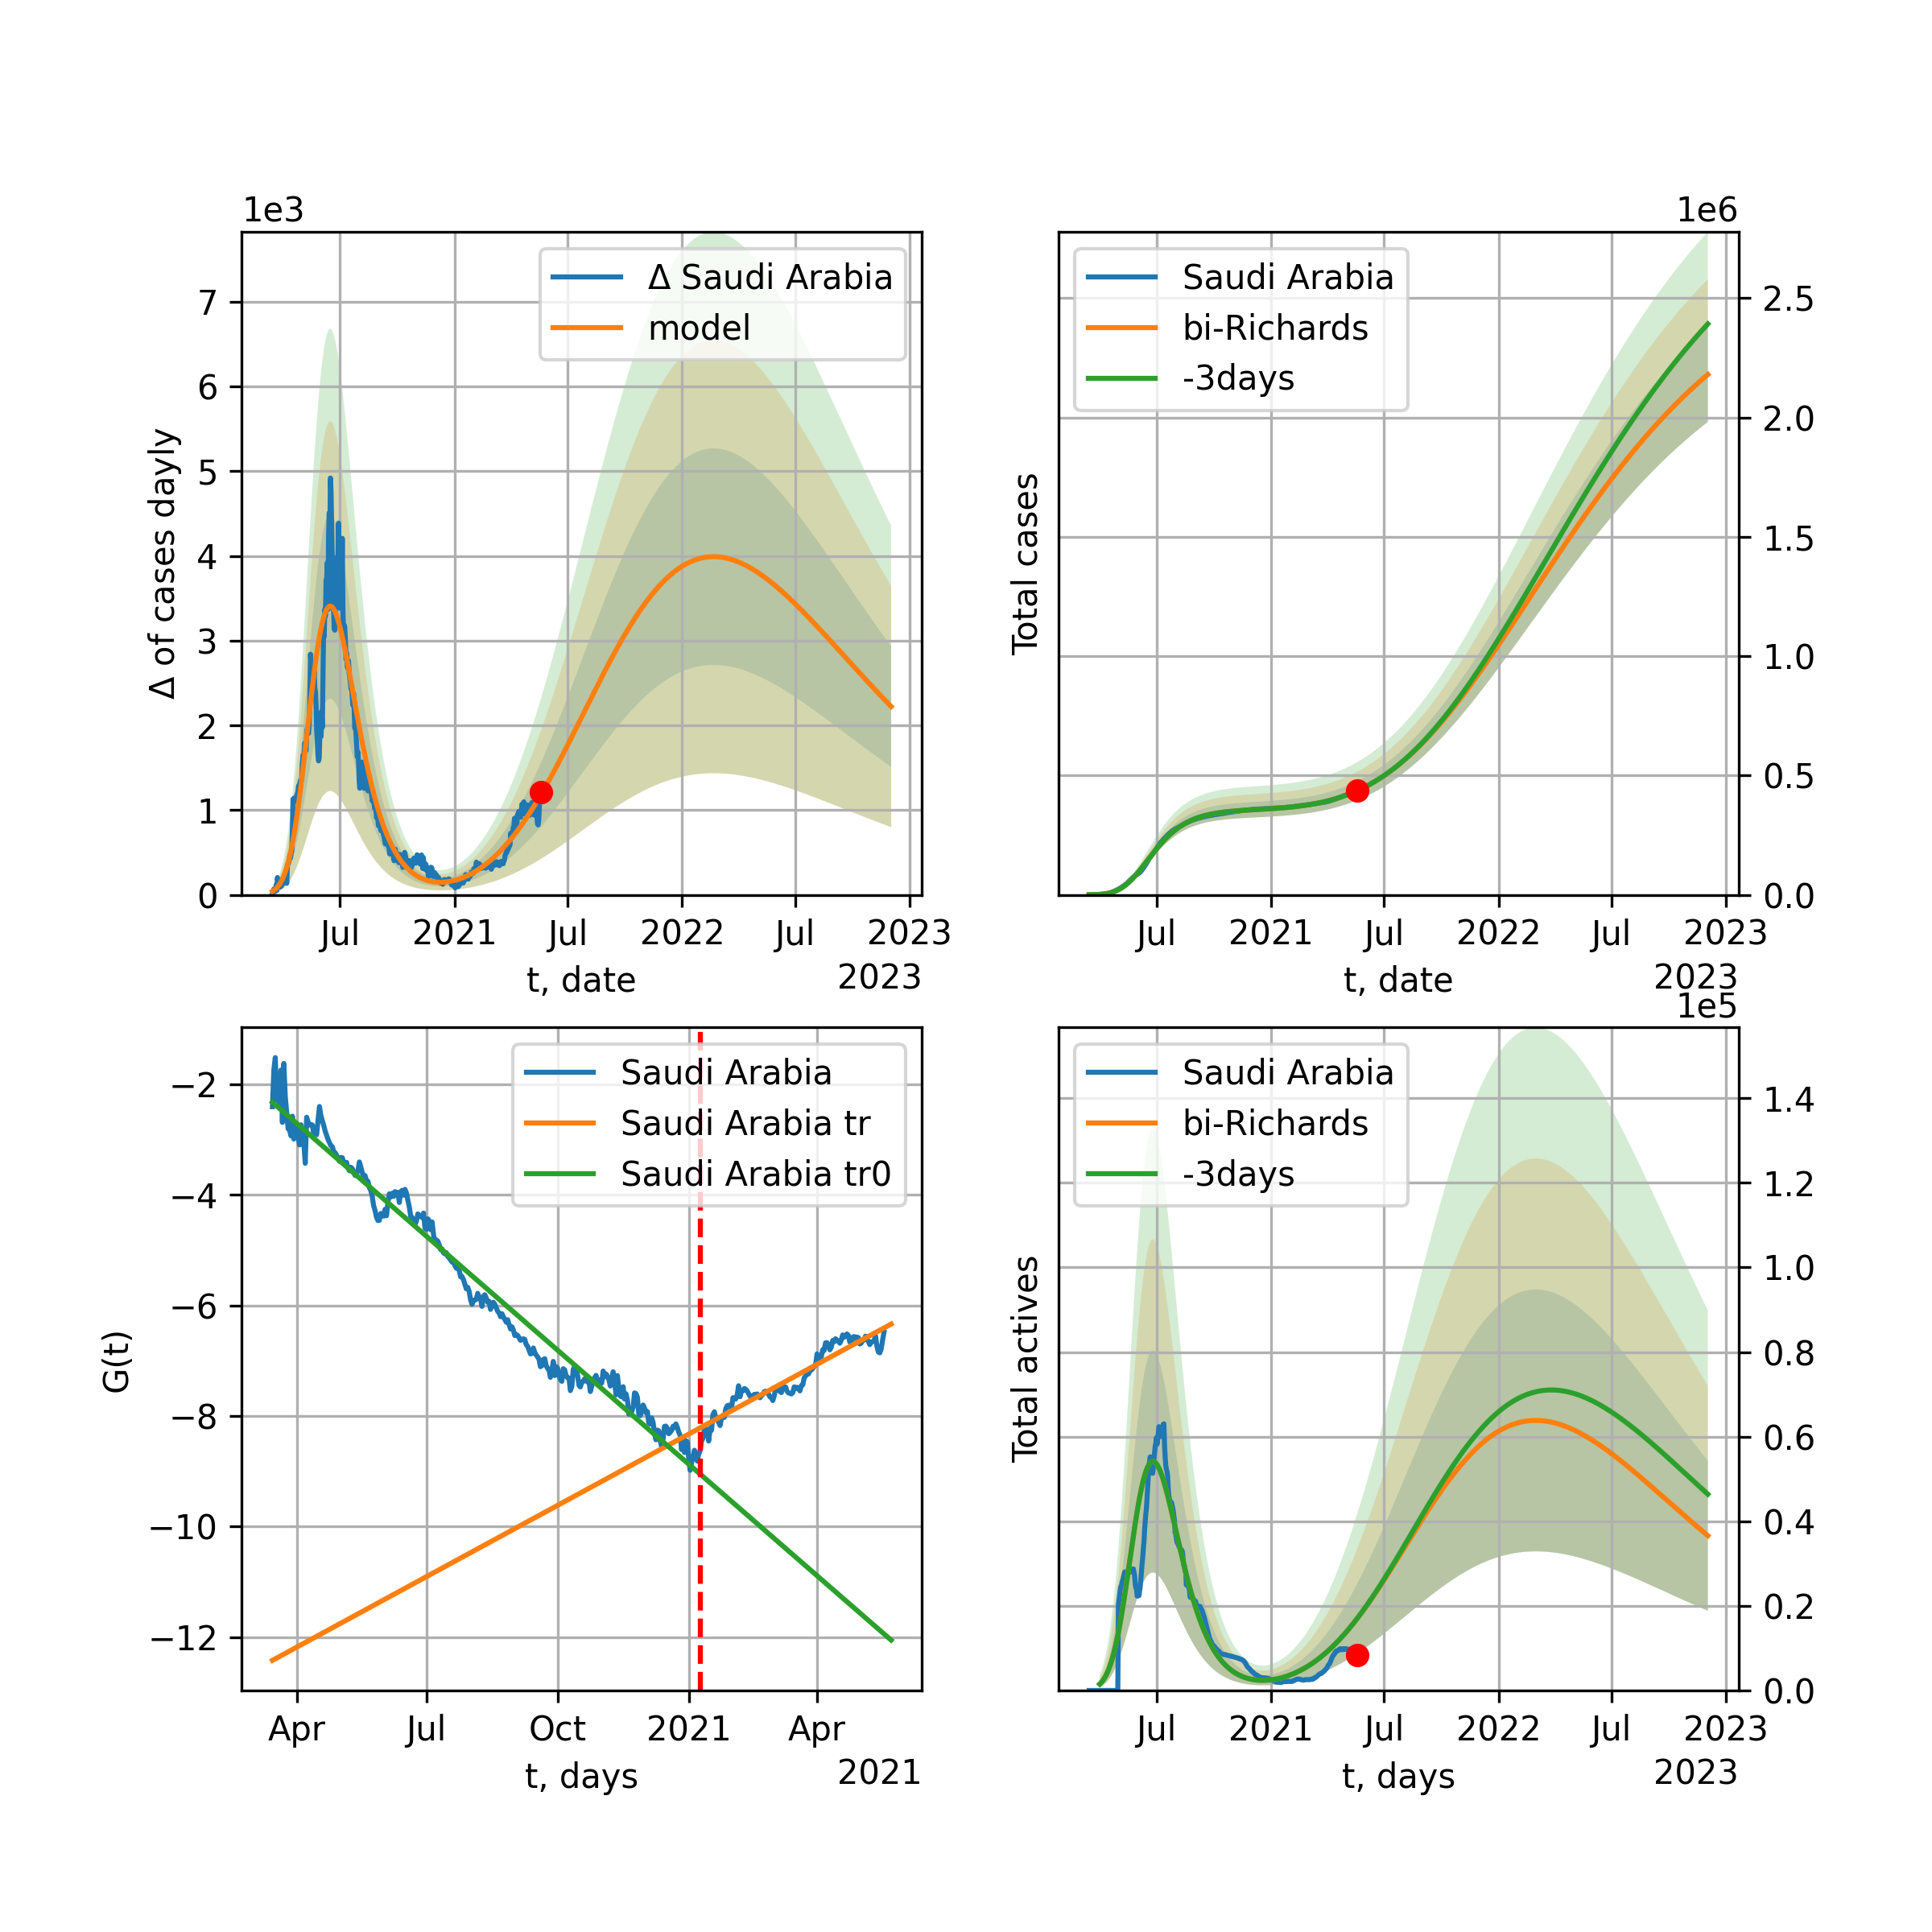 1e3
Δ of cases dayly
7
6
5
4
3
2
1
0
Δ Saudi Arabia
model
Jul 2021 Jul 2022 Jul 2023
t, date
2023
1e6
Total cases
Saudi Arabia
bi-Richards
-3days
2.5
2.0
1.5
1.0
0.5
0.0
Jul 2021 Jul 2022 Jul 2023
t, date
2023
G(t)
−2
−4
−6
−8
−10
−12
Saudi Arabia
Saudi Arabia tr
Saudi Arabia tr0
Apr Jul Oct 2021 Apr
t, days
2021
1e5
Total actives
Saudi Arabia
bi-Richards
-3days
1.4
1.2
1.0
0.8
0.6
0.4
0.2
0.0
Jul 2021 Jul 2022 Jul 2023
t, days
2023